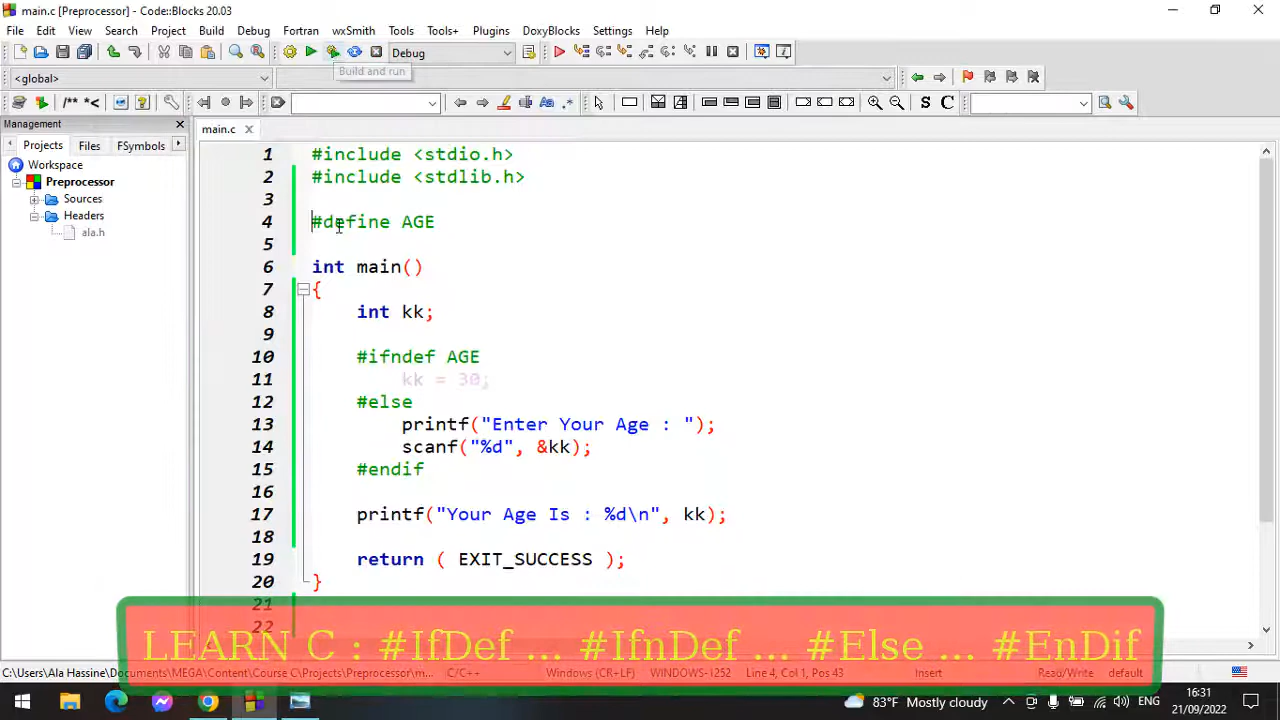 main.c [Preprocessor] - Code::Blocks 20.03
File Edit View Search Project Build Debug Fortran wxSmith Tools Tools+ Plugins DoxyBlocks Settings Help
Debug
Build and run
<global>
/** *<
S C
Management
main.c
Projects Files FSymbols
Workspace
Preprocessor
Sources
Headers
ala.h
1 #include <stdio.h>
2 #include <stdlib.h>
3
4 #define AGE
5
6 int main()
7 {
8 int kk;
9
10 #ifndef AGE
11 kk = 30;
12 #else
13 printf("Enter Your Age : ");
14 scanf("%d", &kk);
15 #endif
16
17 printf("Your Age Is : %d\n", kk);
18
19 return ( EXIT_SUCCESS );
20 }
21
22
LEARN C : #IfDef ... #IfnDef ... #Else ... #EnDif
C:\Users\Ala Hassine\Documents\MEGA\Content\Course C\Projects\Preprocessor\m... C/C++ Windows (CR+LF) WINDOWS-1252 Line 4, Col 1, Pos 43 Insert Read/Write default
83°F Mostly cloudy ENG 16:31
21/09/2022